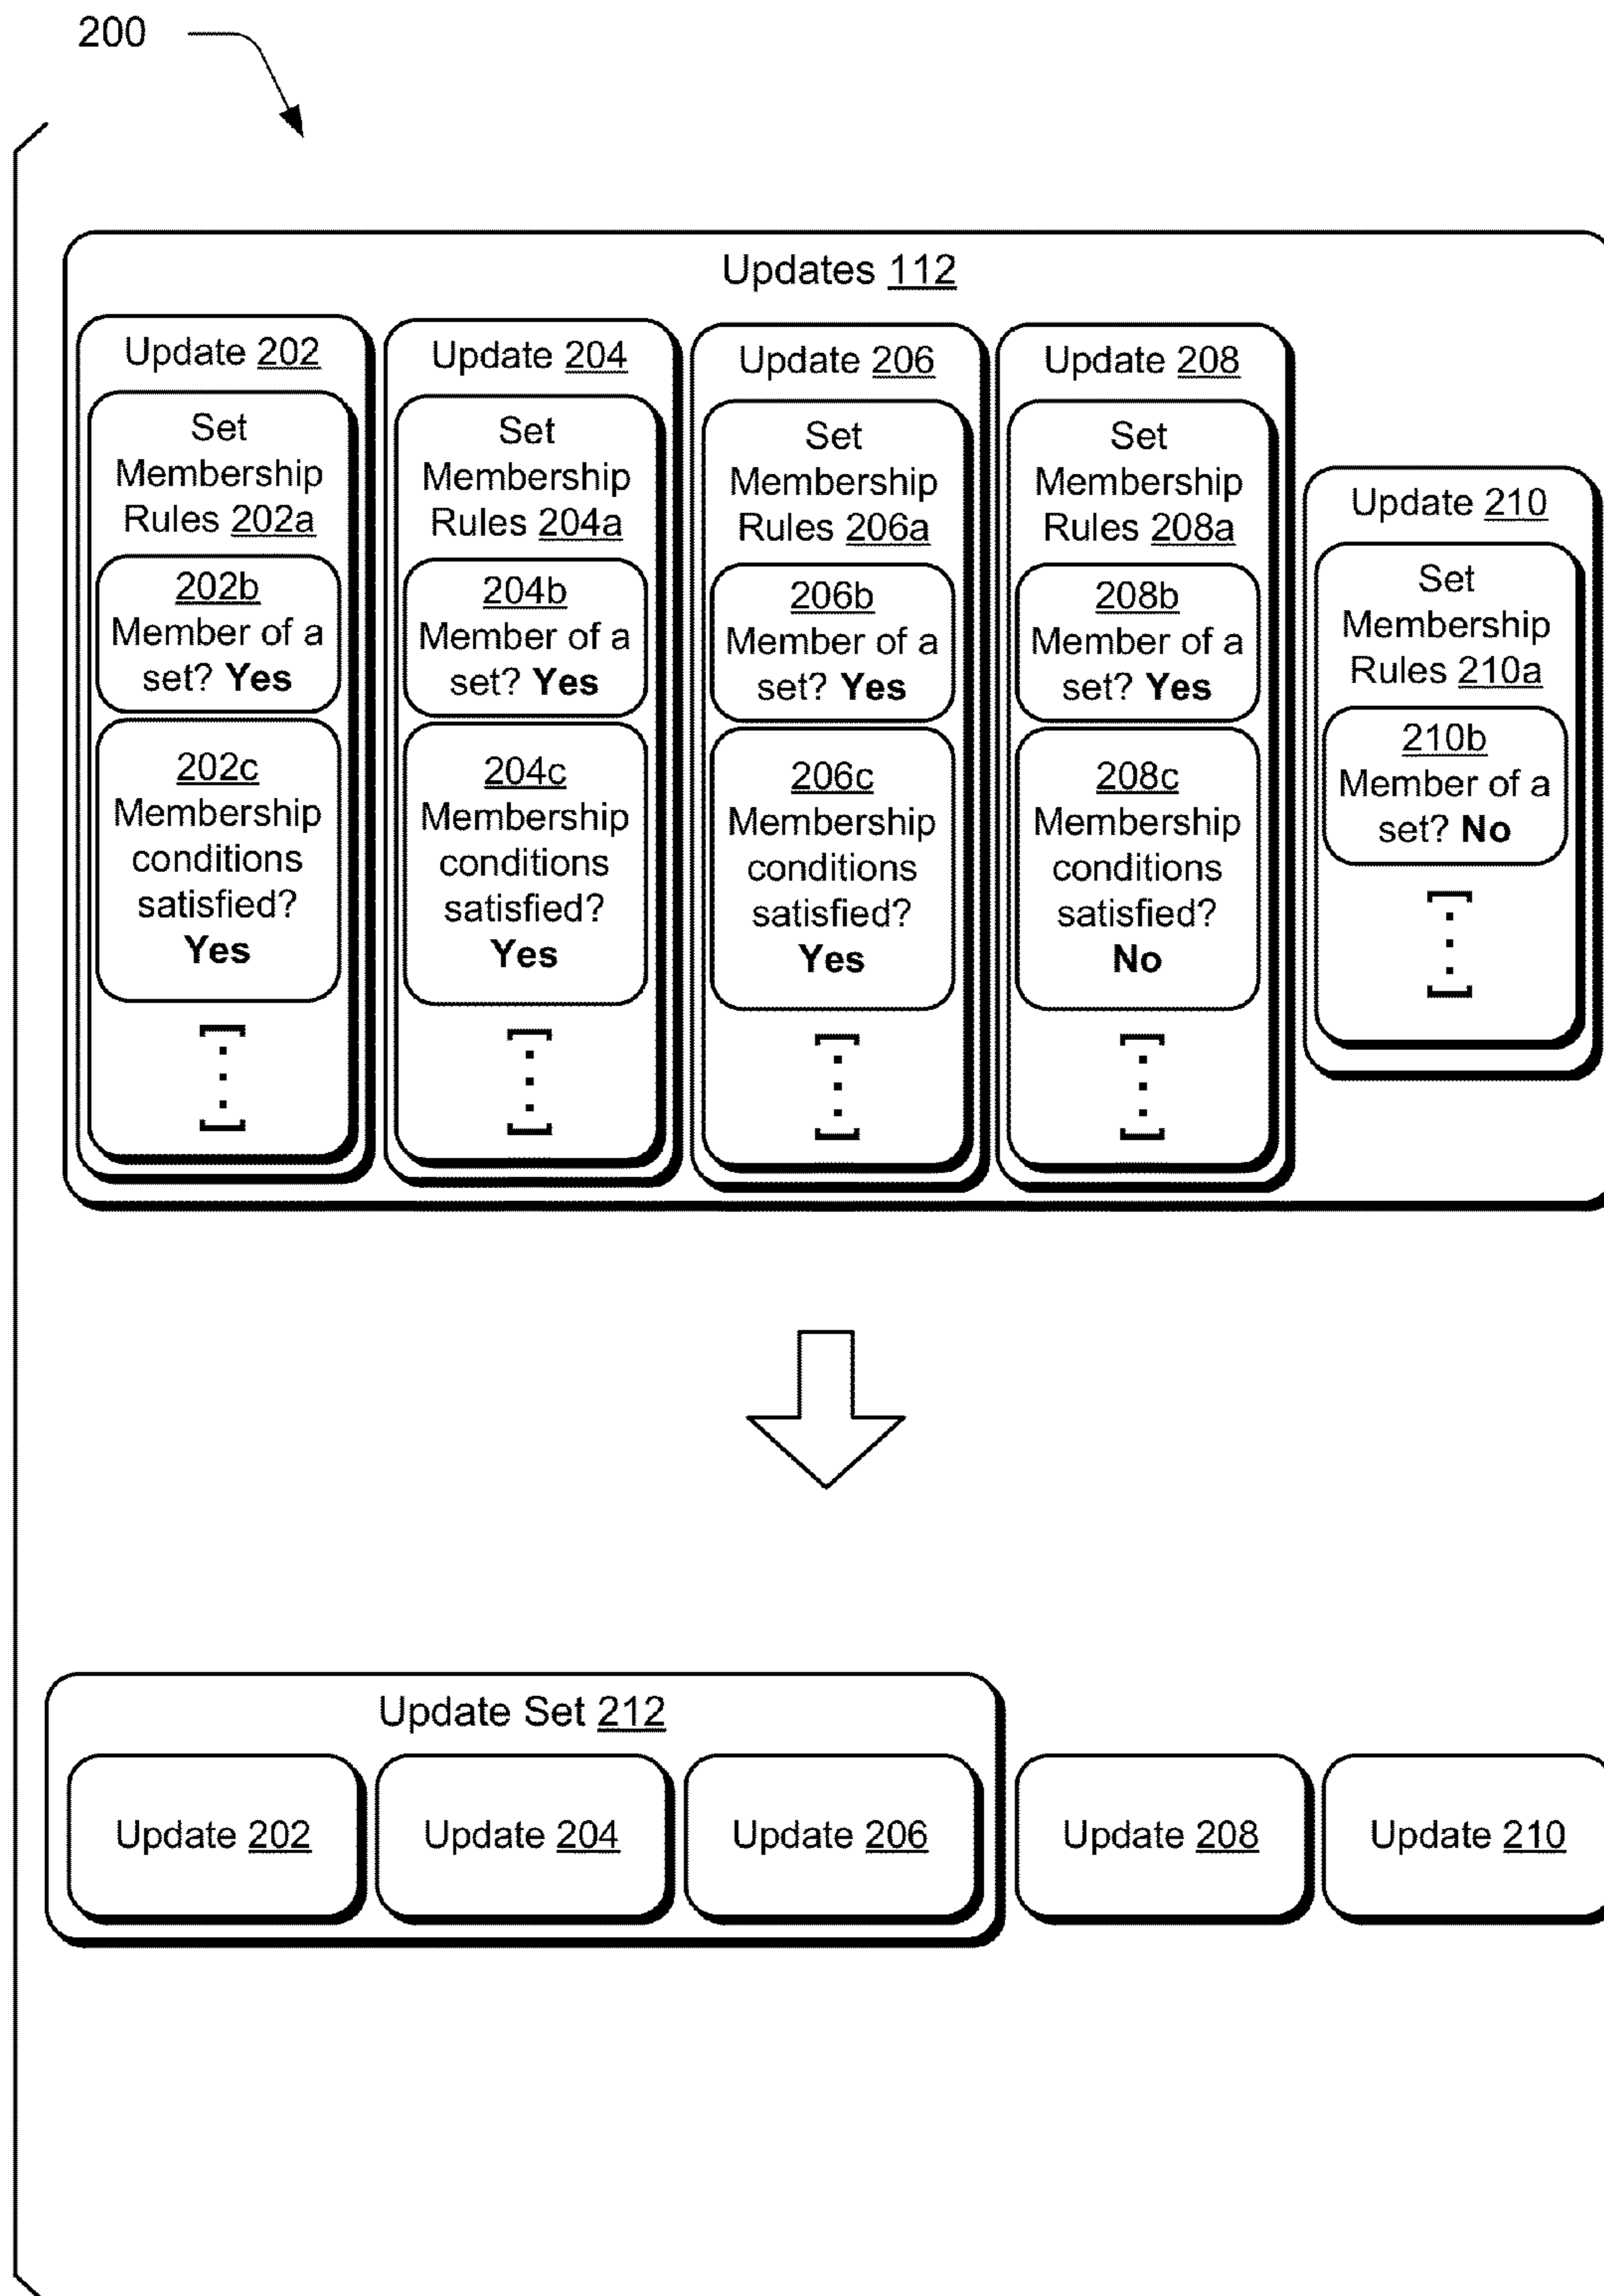 200
Updates 112
Update 202
Set
Membership
Rules 202a
202b
Member of a
set? Yes
202c
Membership
conditions
satisfied?
Yes
Update 204
Set
Membership
Rules 204a
204b
Member of a
set? Yes
204c
Membership
conditions
satisfied?
Yes
Update 206
Set
Membership
Rules 206a
206b
Member of a
set? Yes
206c
Membership
conditions
satisfied?
Yes
Update 208
Set
Membership
Rules 208a
208b
Member of a
set? Yes
208c
Membership
conditions
satisfied?
No
Update 210
Set
Membership
Rules 210a
210b
Member of a
set? No
Update Set 212
Update 202
Update 204
Update 206
Update 208
Update 210